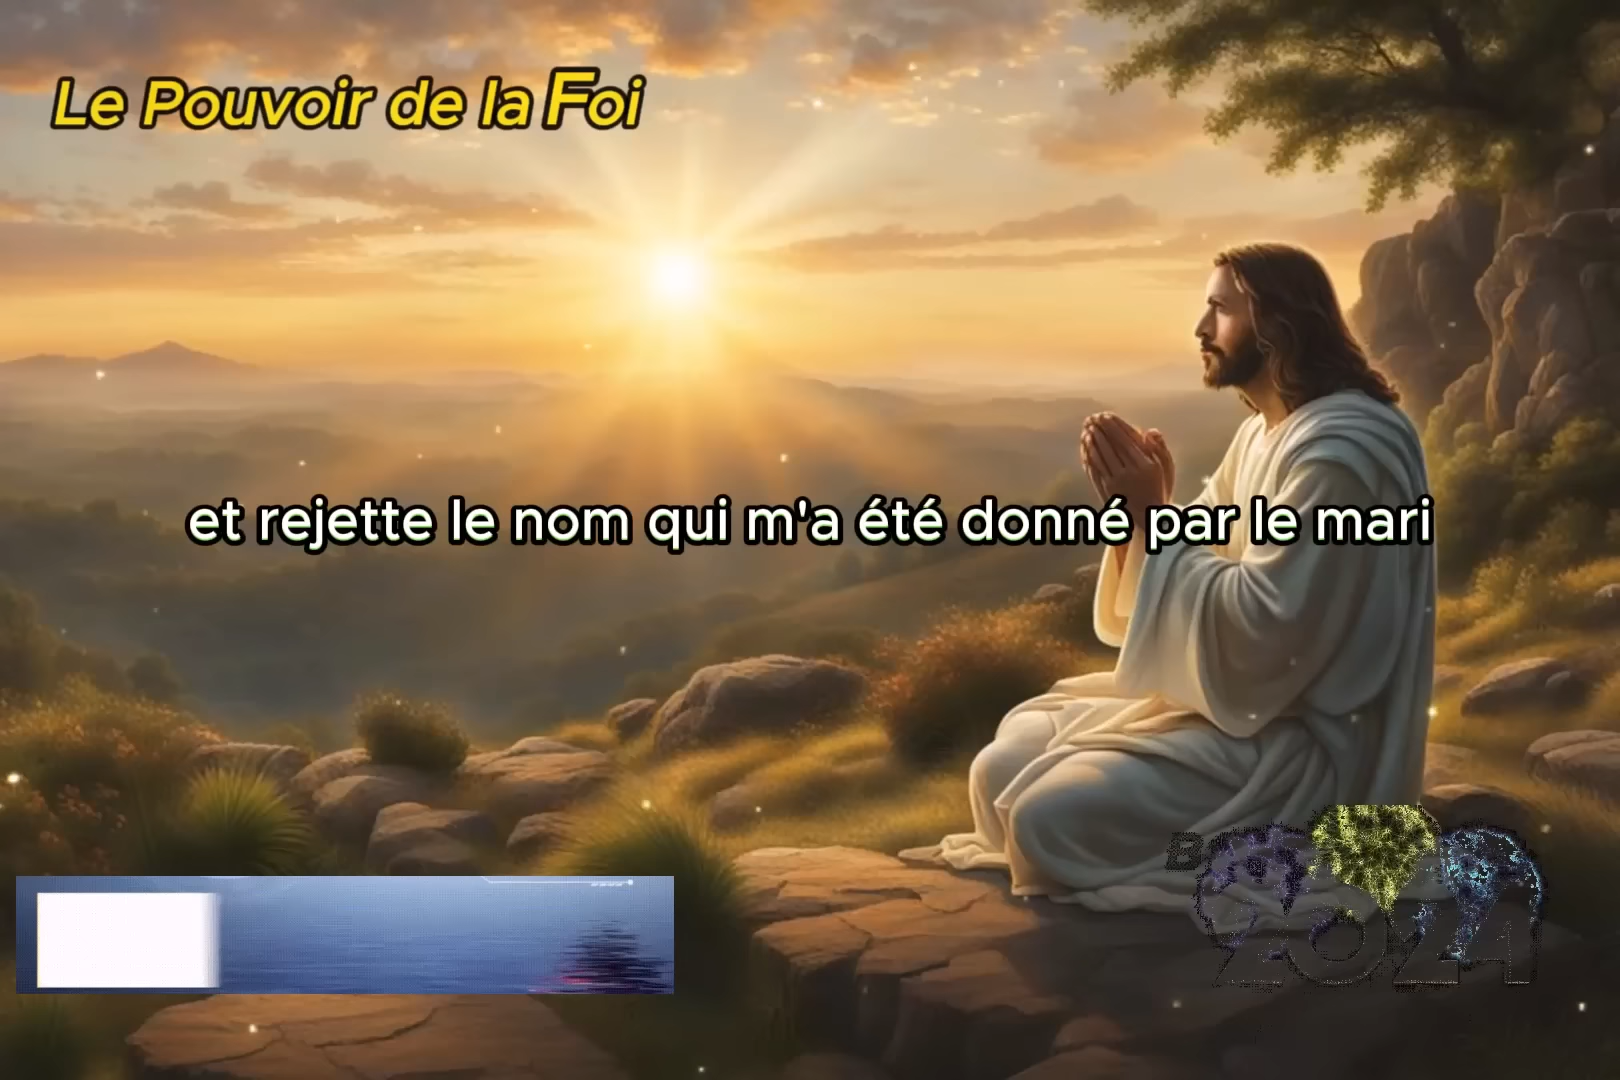 Le Pouvoir de la Foi
et rejette le nom qui m'a été donné par le mari
2024